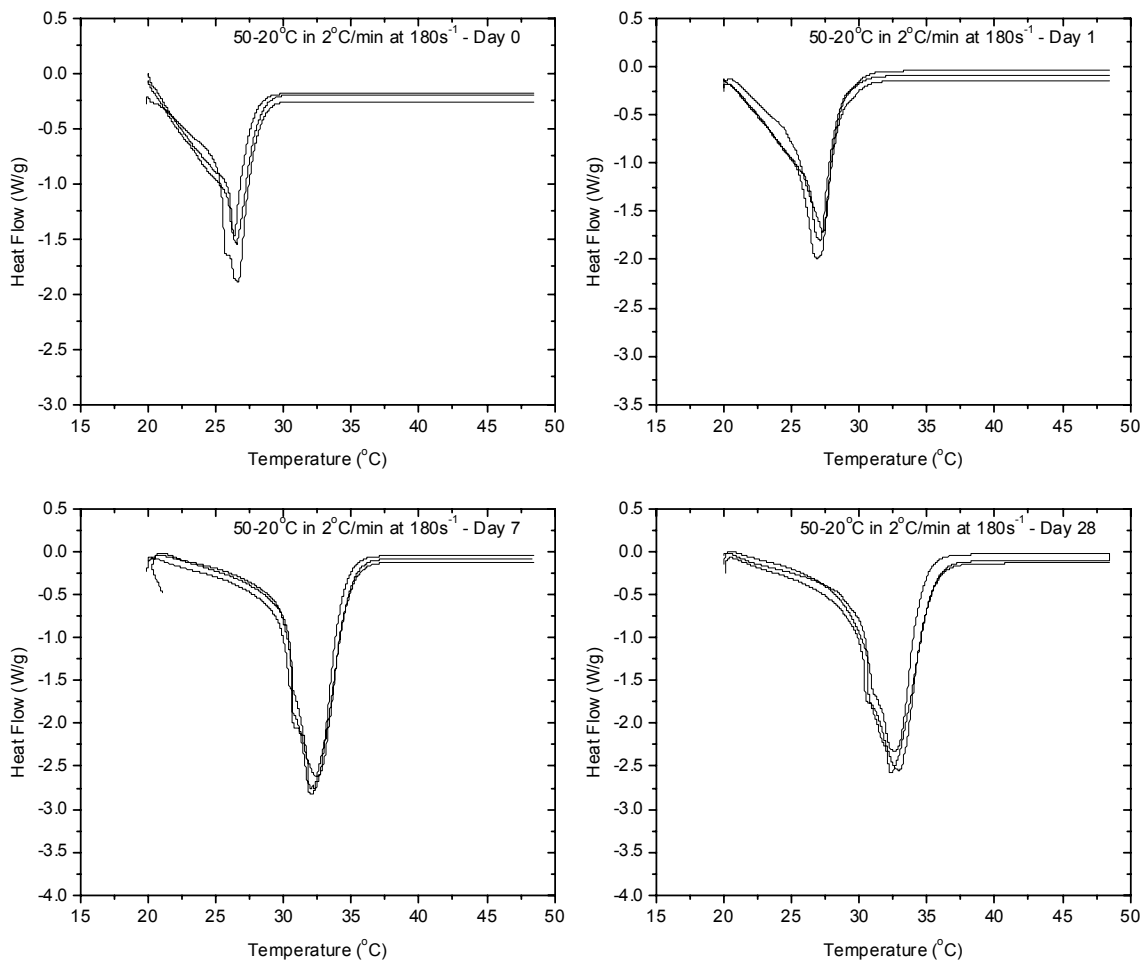 50-20°C in 2°C/min at 180s⁻¹ - Day 0
0.5
0.0
-0.5
-1.0
-1.5
-2.0
-2.5
-3.0
Heat Flow (W/g)
15 20 25 30 35 40 45 50
Temperature (°C)
50-20°C in 2°C/min at 180s⁻¹ - Day 1
0.5
0.0
-0.5
-1.0
-1.5
-2.0
-2.5
-3.0
-3.5
Heat Flow (W/g)
15 20 25 30 35 40 45 50
Temperature (°C)
50-20°C in 2°C/min at 180s⁻¹ - Day 7
0.5
0.0
-0.5
-1.0
-1.5
-2.0
-2.5
-3.0
-3.5
-4.0
Heat Flow (W/g)
15 20 25 30 35 40 45 50
Temperature (°C)
50-20°C in 2°C/min at 180s⁻¹ - Day 28
0.5
0.0
-0.5
-1.0
-1.5
-2.0
-2.5
-3.0
-3.5
-4.0
Heat Flow (W/g)
15 20 25 30 35 40 45 50
Temperature (°C)